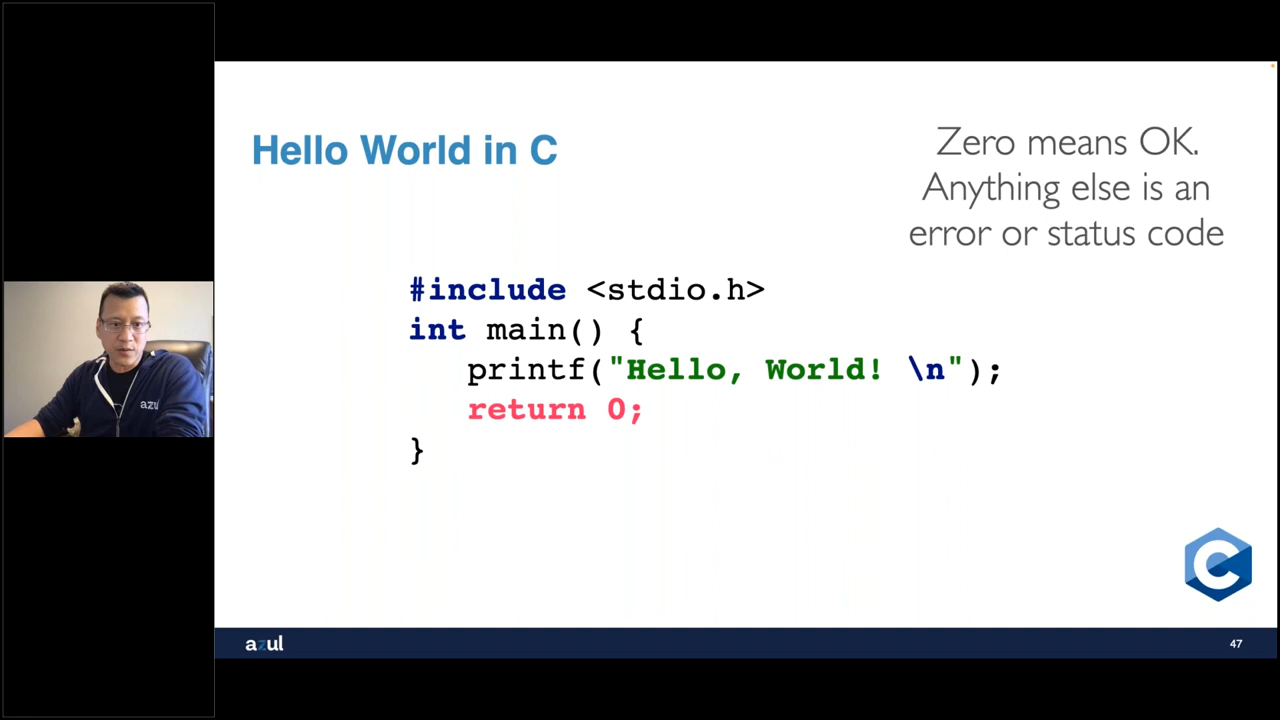 Hello World in C
Zero means OK.
Anything else is an
error or status code
#include <stdio.h>
int main() {
printf("Hello, World! \n");
return 0;
}
azul
C
azul
47